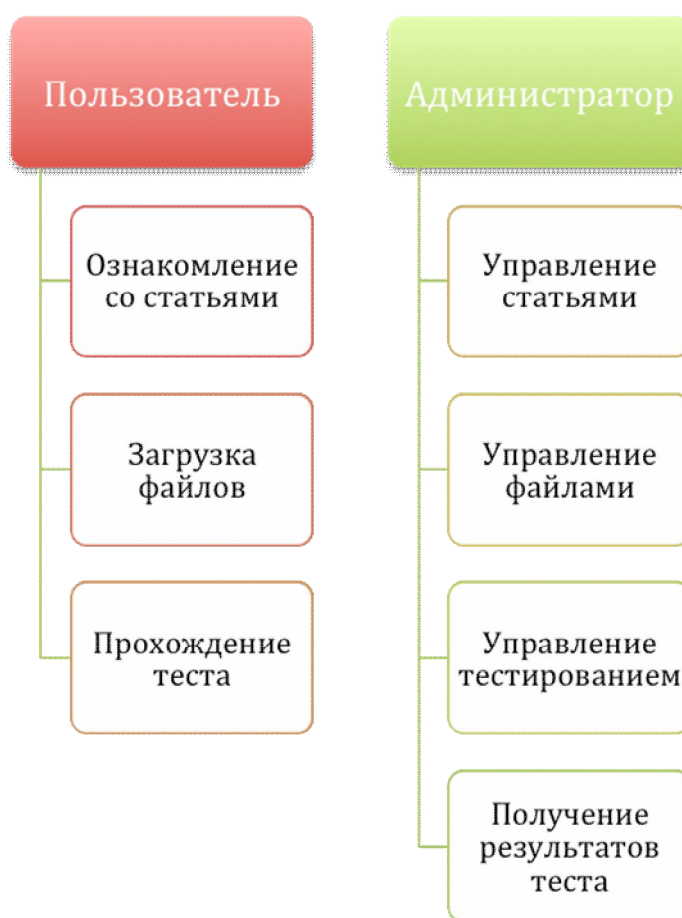 Пользователь
Ознакомление
со статьями
Загрузка
файлов
Прохождение
теста
Администратор
Управление
статьями
Управление
файлами
Управление
тестированием
Получение
результатов
теста